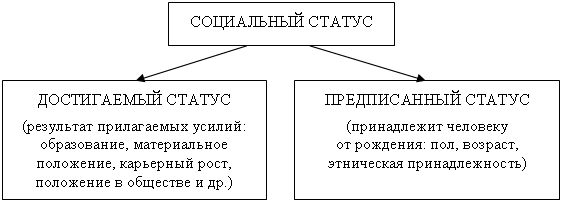 СОЦИАЛЬНЫЙ СТАТУС
ДОСТИГАЕМЫЙ СТАТУС
(результат прилагаемых усилий:
образование, материальное
положение, карьерный рост,
положение в обществе и др.)
ПРЕДПИСАННЫЙ СТАТУС
(принадлежит человеку
от рождения: пол, возраст,
этническая принадлежность)